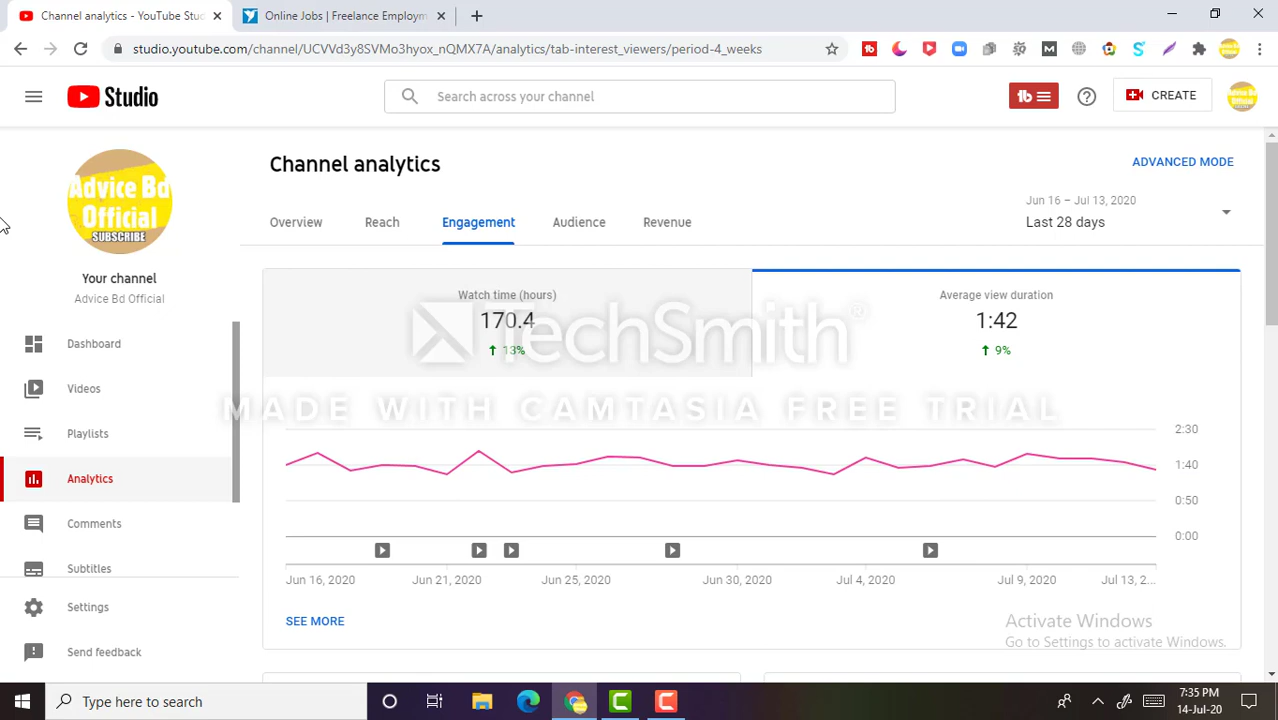 Channel analytics - YouTube Stu
Online Jobs | Freelance Employm
studio.youtube.com/channel/UCVVd3y8SVMo3hyox_nQMX7A/analytics/tab-interest_viewers/period-4_weeks
Studio
Search across your channel
CREATE
Advice Bd
Official
SUBSCRIBE
Your channel
Advice Bd Official
Dashboard
Videos
Playlists
Analytics
Comments
Subtitles
Settings
Send feedback
Channel analytics
ADVANCED MODE
Overview Reach Engagement Audience Revenue
Jun 16 – Jul 13, 2020
Last 28 days
Watch time (hours)
170.4
13%
Average view duration
1:42
9%
TechSmith®
MADE WITH CAMTASIA FREE TRIAL
2:30
1:40
0:50
0:00
Jun 16, 2020 Jun 21, 2020 Jun 25, 2020 Jun 30, 2020 Jul 4, 2020 Jul 9, 2020 Jul 13, 2...
SEE MORE
Activate Windows
Go to Settings to activate Windows.
Type here to search
7:35 PM
14-Jul-20